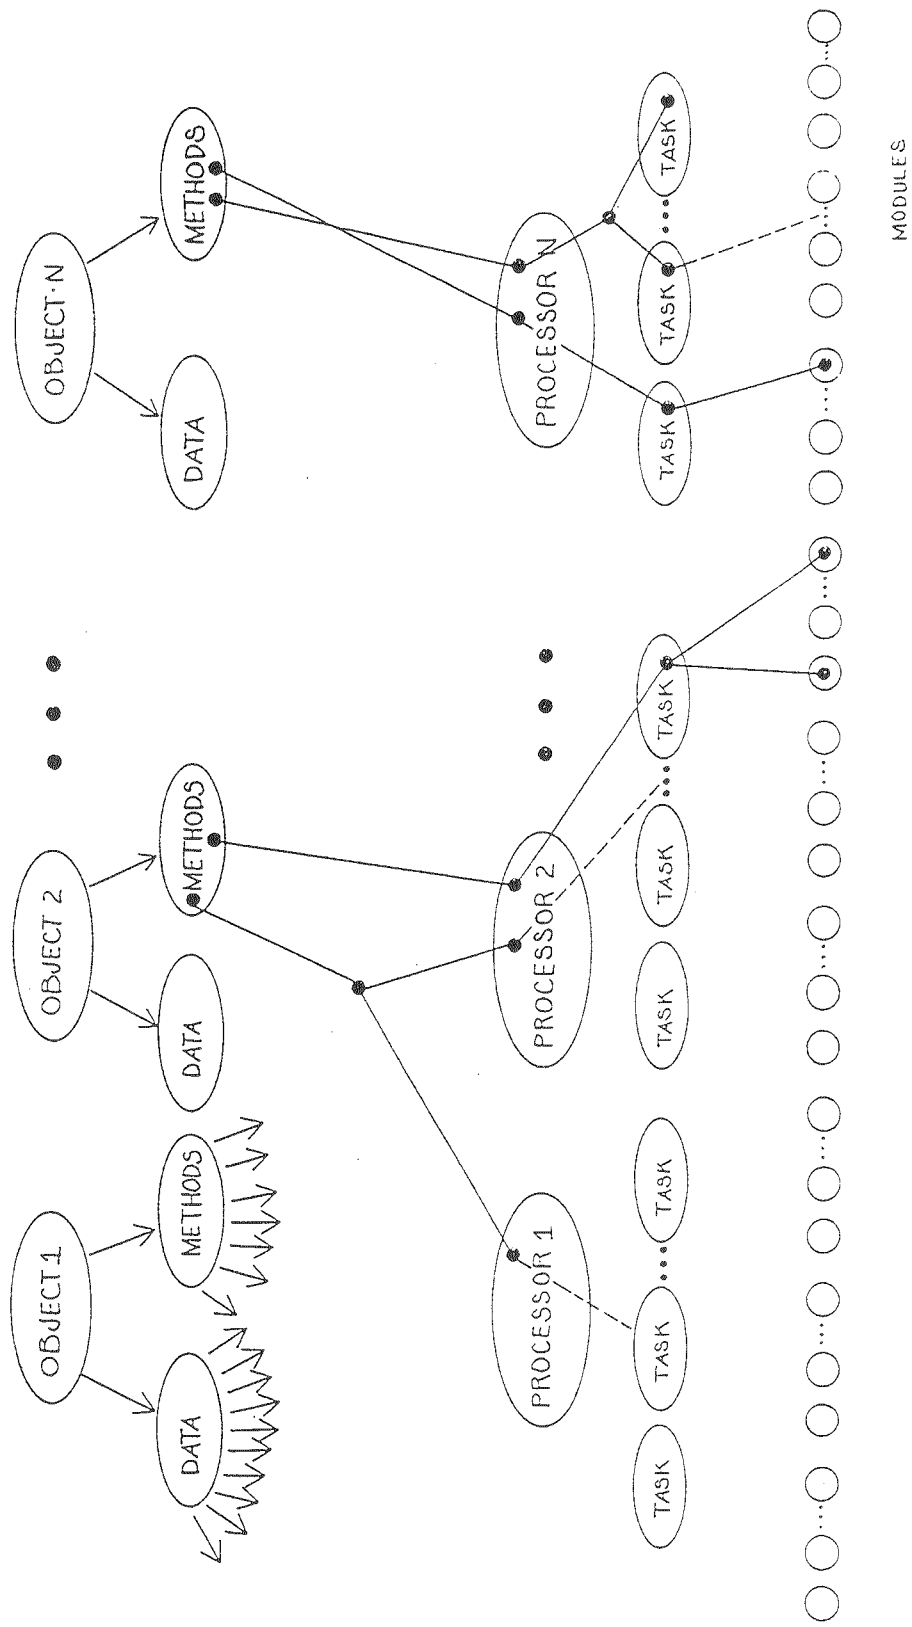 OBJECT 1
OBJECT 2
OBJECT·N
DATA
METHODS
DATA
METHODS
DATA
METHODS
PROCESSOR 1
PROCESSOR 2
PROCESSOR N
TASK
TASK
TASK
TASK
TASK
TASK
TASK
TASK
TASK
MODULES